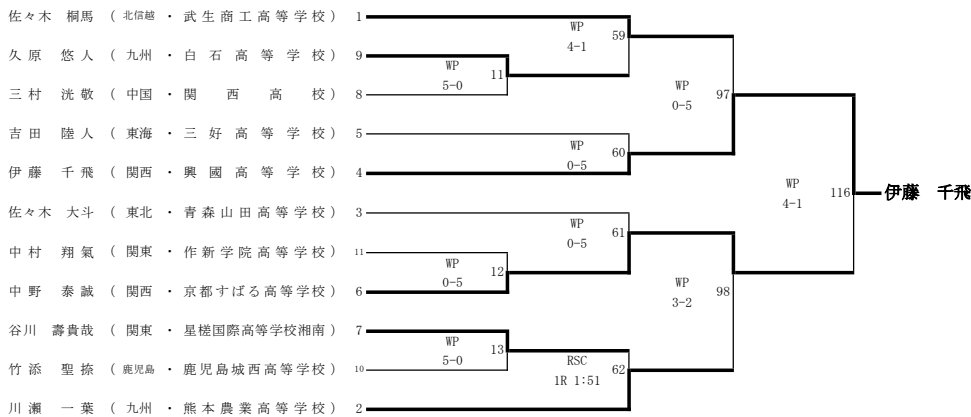 佐々木 桐馬 ( 北信越 ・ 武生商工高等学校 ) 1
WP 59
4-1
久原 悠人 ( 九州 ・ 白石高等学校 ) 9
WP 11
5-0
三村 洸敬 ( 中国 ・ 関西高校 ) 8
WP 97
0-5
吉田 陸人 ( 東海 ・ 三好高等学校 ) 5
WP 60
0-5
伊藤 千飛 ( 関西 ・ 興國高等学校 ) 4
WP 116 伊藤 千飛
4-1
佐々木 大斗 ( 東北 ・ 青森山田高等学校 ) 3
WP 61
0-5
中村 翔氣 ( 関東 ・ 作新学院高等学校 ) 11
WP 12
0-5
中野 泰誠 ( 関西 ・ 京都すばる高等学校 ) 6
WP 98
3-2
谷川 壽貴哉 ( 関東 ・ 星槎国際高等学校湘南 ) 7
WP 13
5-0
竹添 聖捺 ( 鹿児島 ・ 鹿児島城西高等学校 ) 10
RSC 62
1R 1:51
川瀬 一葉 ( 九州 ・ 熊本農業高等学校 ) 2